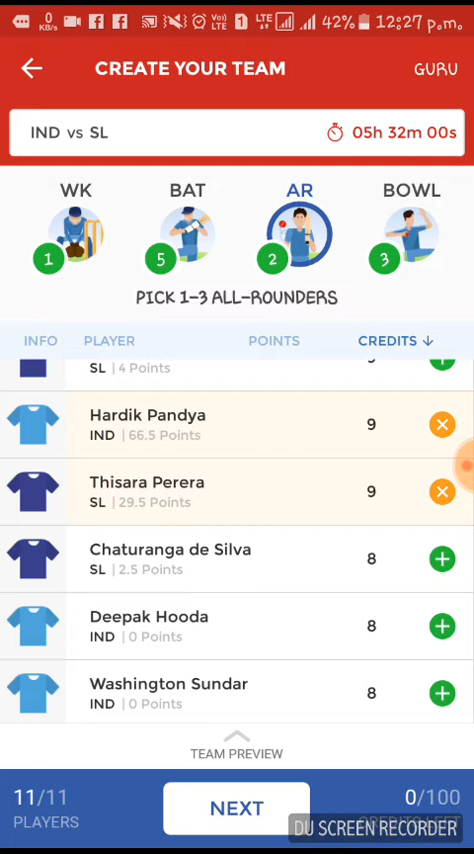 0 KB/s VoJ) LTE 1 LTE 42% 12:27 p.m.
CREATE YOUR TEAM GURU
IND vs SL 05h 32m 00s
WK BAT AR BOWL
1 5 2 3
PICK 1-3 ALL-ROUNDERS
INFO PLAYER POINTS CREDITS ↓
SL | 4 Points
Hardik Pandya 9
IND | 66.5 Points
Thisara Perera 9
SL | 29.5 Points
Chaturanga de Silva 8
SL | 2.5 Points
Deepak Hooda 8
IND | 0 Points
Washington Sundar 8
IND | 0 Points
TEAM PREVIEW
11/11 NEXT 0/100
PLAYERS
DU SCREEN RECORDER